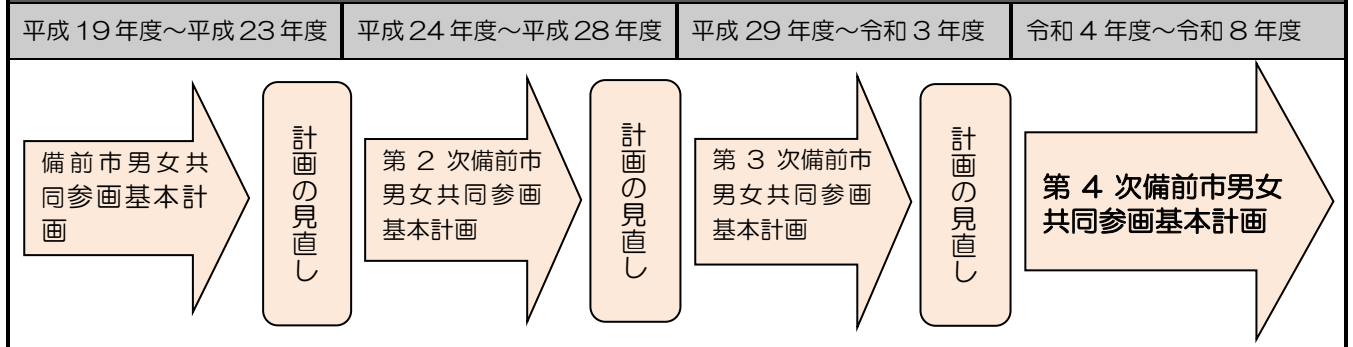 平成19年度～平成23年度
平成24年度～平成28年度
平成29年度～令和3年度
令和4年度～令和8年度
備前市男女共
同参画基本計
画
計画の見直し
第2次備前市
男女共同参画
基本計画
計画の見直し
第3次備前市
男女共同参画
基本計画
計画の見直し
第4次備前市男女
共同参画基本計画